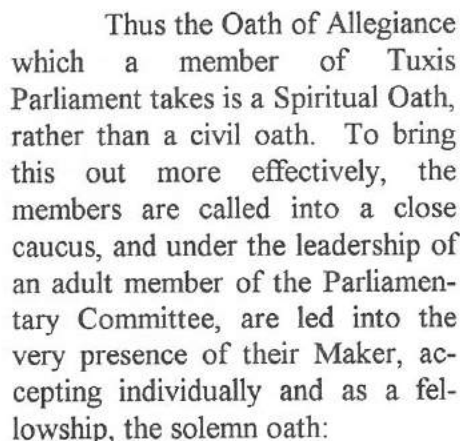 Thus the Oath of Allegiance
which a member of Tuxis
Parliament takes is a Spiritual Oath,
rather than a civil oath. To bring
this out more effectively, the
members are called into a close
caucus, and under the leadership of
an adult member of the Parliamen-
tary Committee, are led into the
very presence of their Maker, ac-
cepting individually and as a fel-
lowship, the solemn oath: